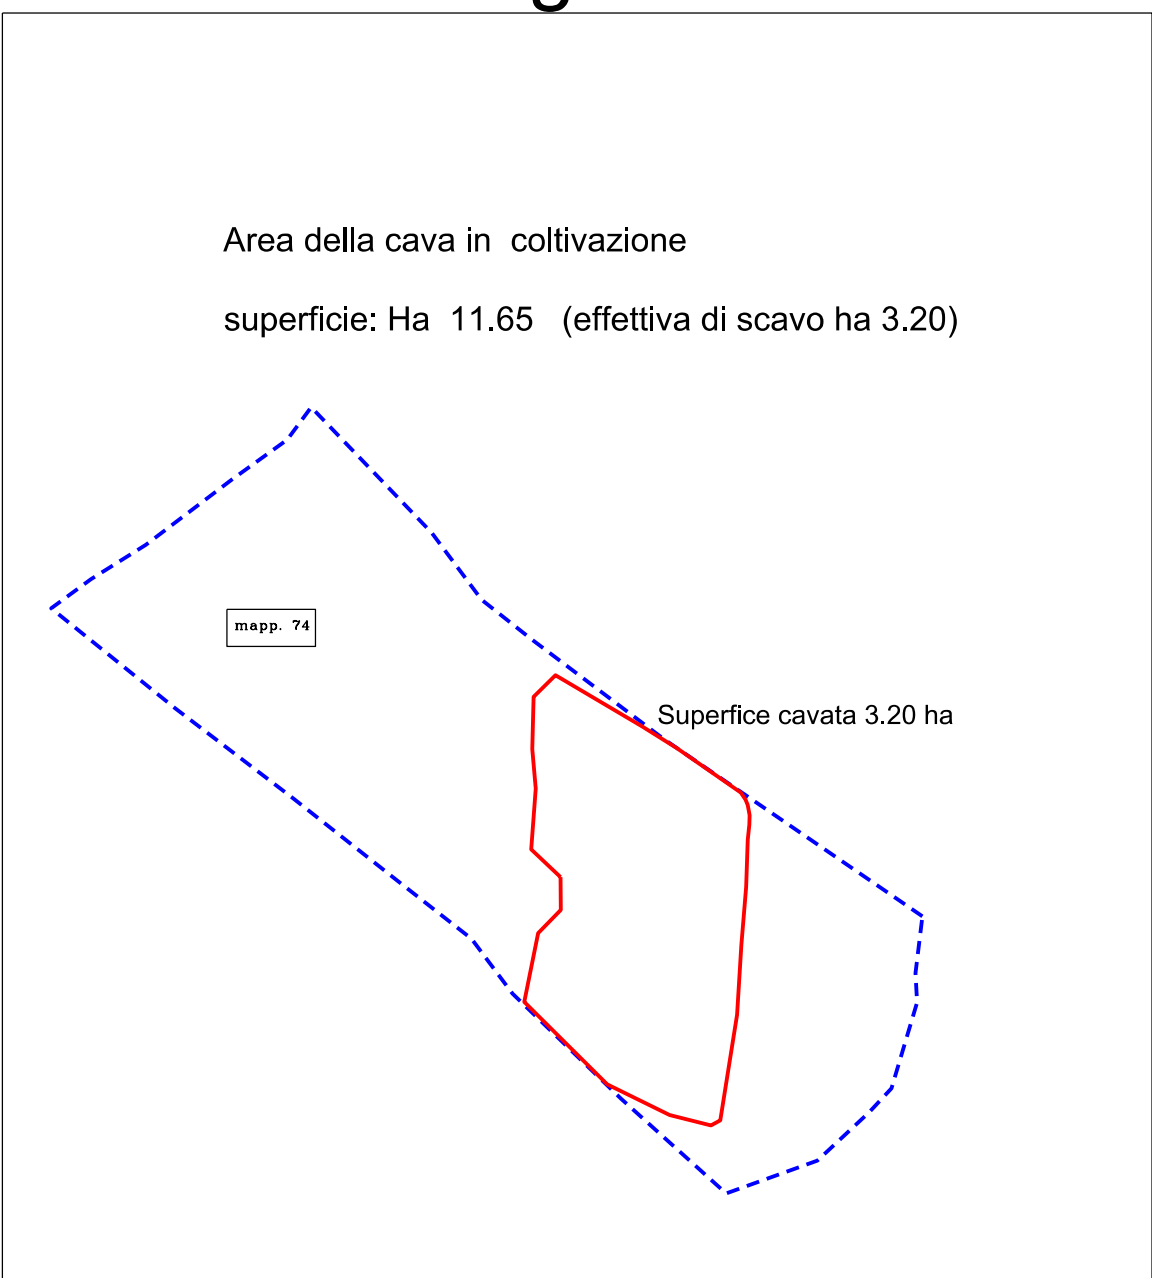 Area della cava in coltivazione
superficie: Ha 11.65 (effettiva di scavo ha 3.20)
mapp. 74
Superfice cavata 3.20 ha